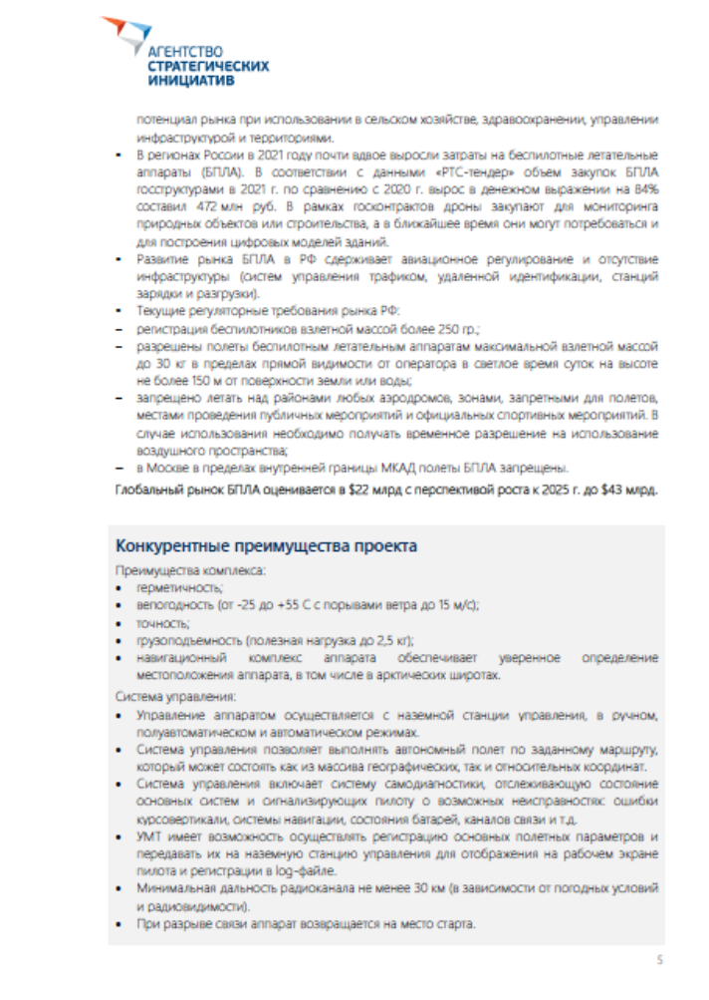 АГЕНТСТВО
СТРАТЕГИЧЕСКИХ
ИНИЦИАТИВ
потенциал рынка при использовании в сельском хозяйстве, здравоохранении, управлении
инфраструктурой и территориями.
▪ В регионах России в 2021 году почти вдвое выросли затраты на беспилотные летательные
аппараты (БПЛА). В соответствии с данными «РТС-тендер» объем закупок БПЛА
госструктурами в 2021 г. по сравнению с 2020 г. вырос в денежном выражении на 84%
составил 472 млн руб. В рамках госконтрактов дроны закупают для мониторинга
природных объектов или строительства, а в ближайшее время они могут потребоваться и
для построения цифровых моделей зданий.
▪ Развитие рынка БПЛА в РФ сдерживает авиационное регулирование и отсутствие
инфраструктуры (систем управления трафиком, удаленной идентификации, станций
зарядки и разгрузки).
▪ Текущие регуляторные требования рынка РФ:
– регистрация беспилотников взлетной массой более 250 гр.;
– разрешены полеты беспилотным летательным аппаратам максимальной взлетной массой
до 30 кг в пределах прямой видимости от оператора в светлое время суток на высоте
не более 150 м от поверхности земли или воды;
– запрещено летать над районами любых аэродромов, зонами, запретными для полетов,
местами проведения публичных мероприятий и официальных спортивных мероприятий. В
случае использования необходимо получать временное разрешение на использование
воздушного пространства;
– в Москве в пределах внутренней границы МКАД полеты БПЛА запрещены.
Глобальный рынок БПЛА оценивается в $22 млрд с перспективой роста к 2025 г. до $43 млрд.
Конкурентные преимущества проекта
Преимущества комплекса:
• герметичность;
• вепогодность (от -25 до +55 С с порывами ветра до 15 м/с);
• точность;
• грузоподъемность (полезная нагрузка до 2,5 кг);
• навигационный комплекс аппарата обеспечивает уверенное определение
местоположения аппарата, в том числе в арктических широтах.
Система управления:
• Управление аппаратом осуществляется с наземной станции управления, в ручном,
полуавтоматическом и автоматическом режимах.
• Система управления позволяет выполнять автономный полет по заданному маршруту,
который может состоять как из массива географических, так и относительных координат.
• Система управления включает систему самодиагностики, отслеживающую состояние
основных систем и сигнализирующих пилоту о возможных неисправностях: ошибки
курсовертикали, системы навигации, состояния батарей, каналов связи и т.д.
• УМТ имеет возможность осуществлять регистрацию основных полетных параметров и
передавать их на наземную станцию управления для отображения на рабочем экране
пилота и регистрации в log-файле.
• Минимальная дальность радиоканала не менее 30 км (в зависимости от погодных условий
и радиовидимости).
• При разрыве связи аппарат возвращается на место старта.
5